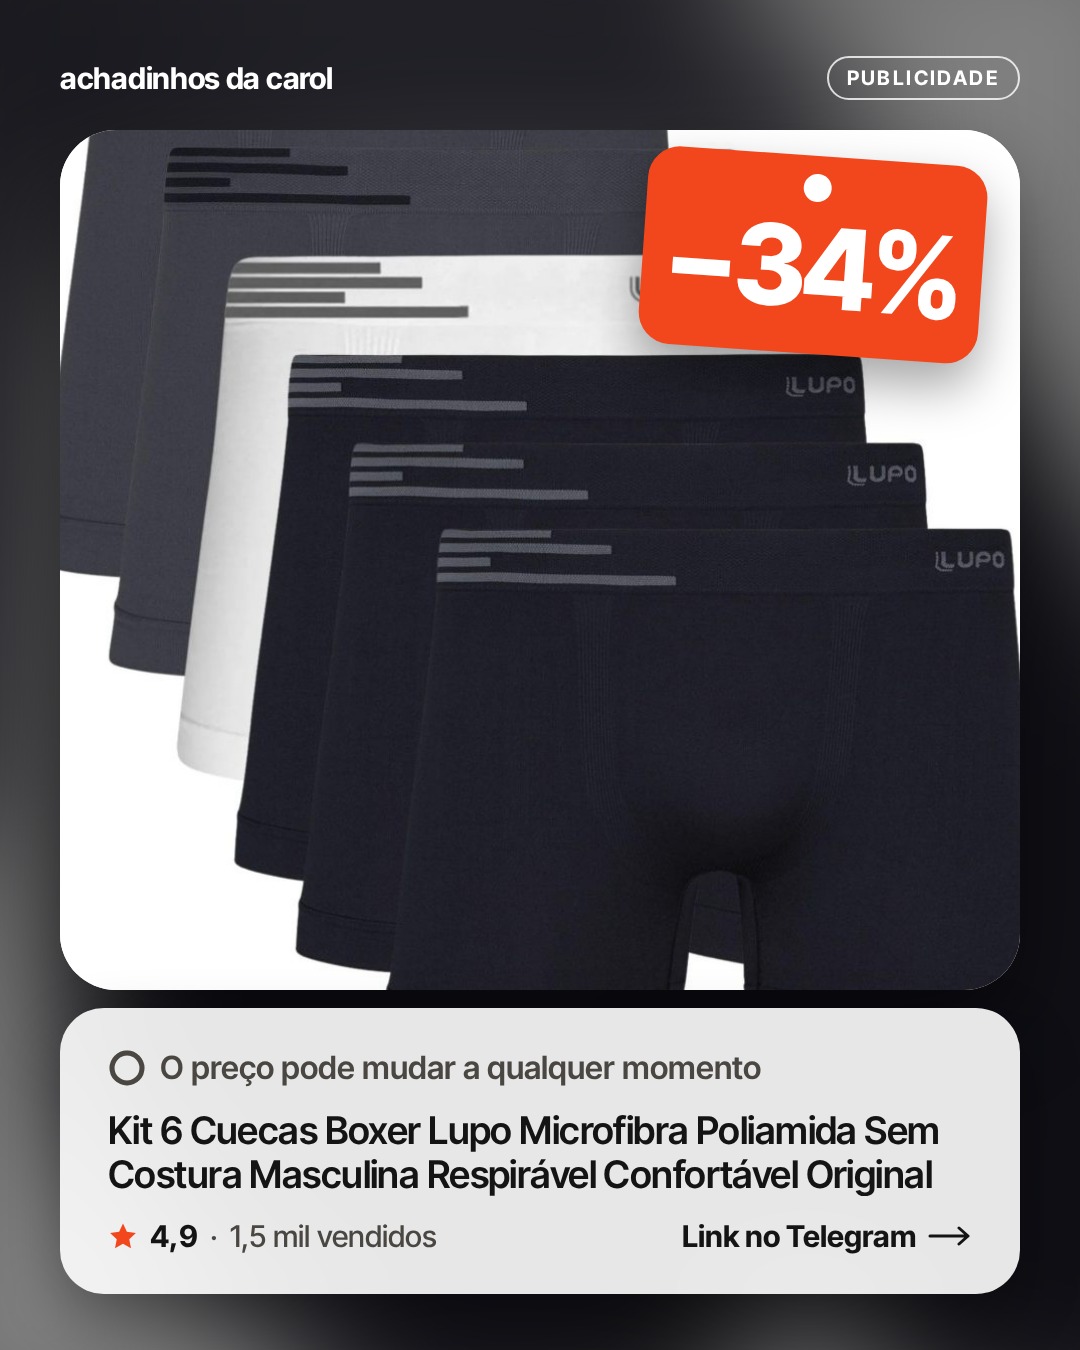 achadinhos da carol
PUBLICIDADE
-34%
LUPO
LUPO
LUPO
O preço pode mudar a qualquer momento
Kit 6 Cuecas Boxer Lupo Microfibra Poliamida Sem
Costura Masculina Respirável Confortável Original
4,9 · 1,5 mil vendidos
Link no Telegram →